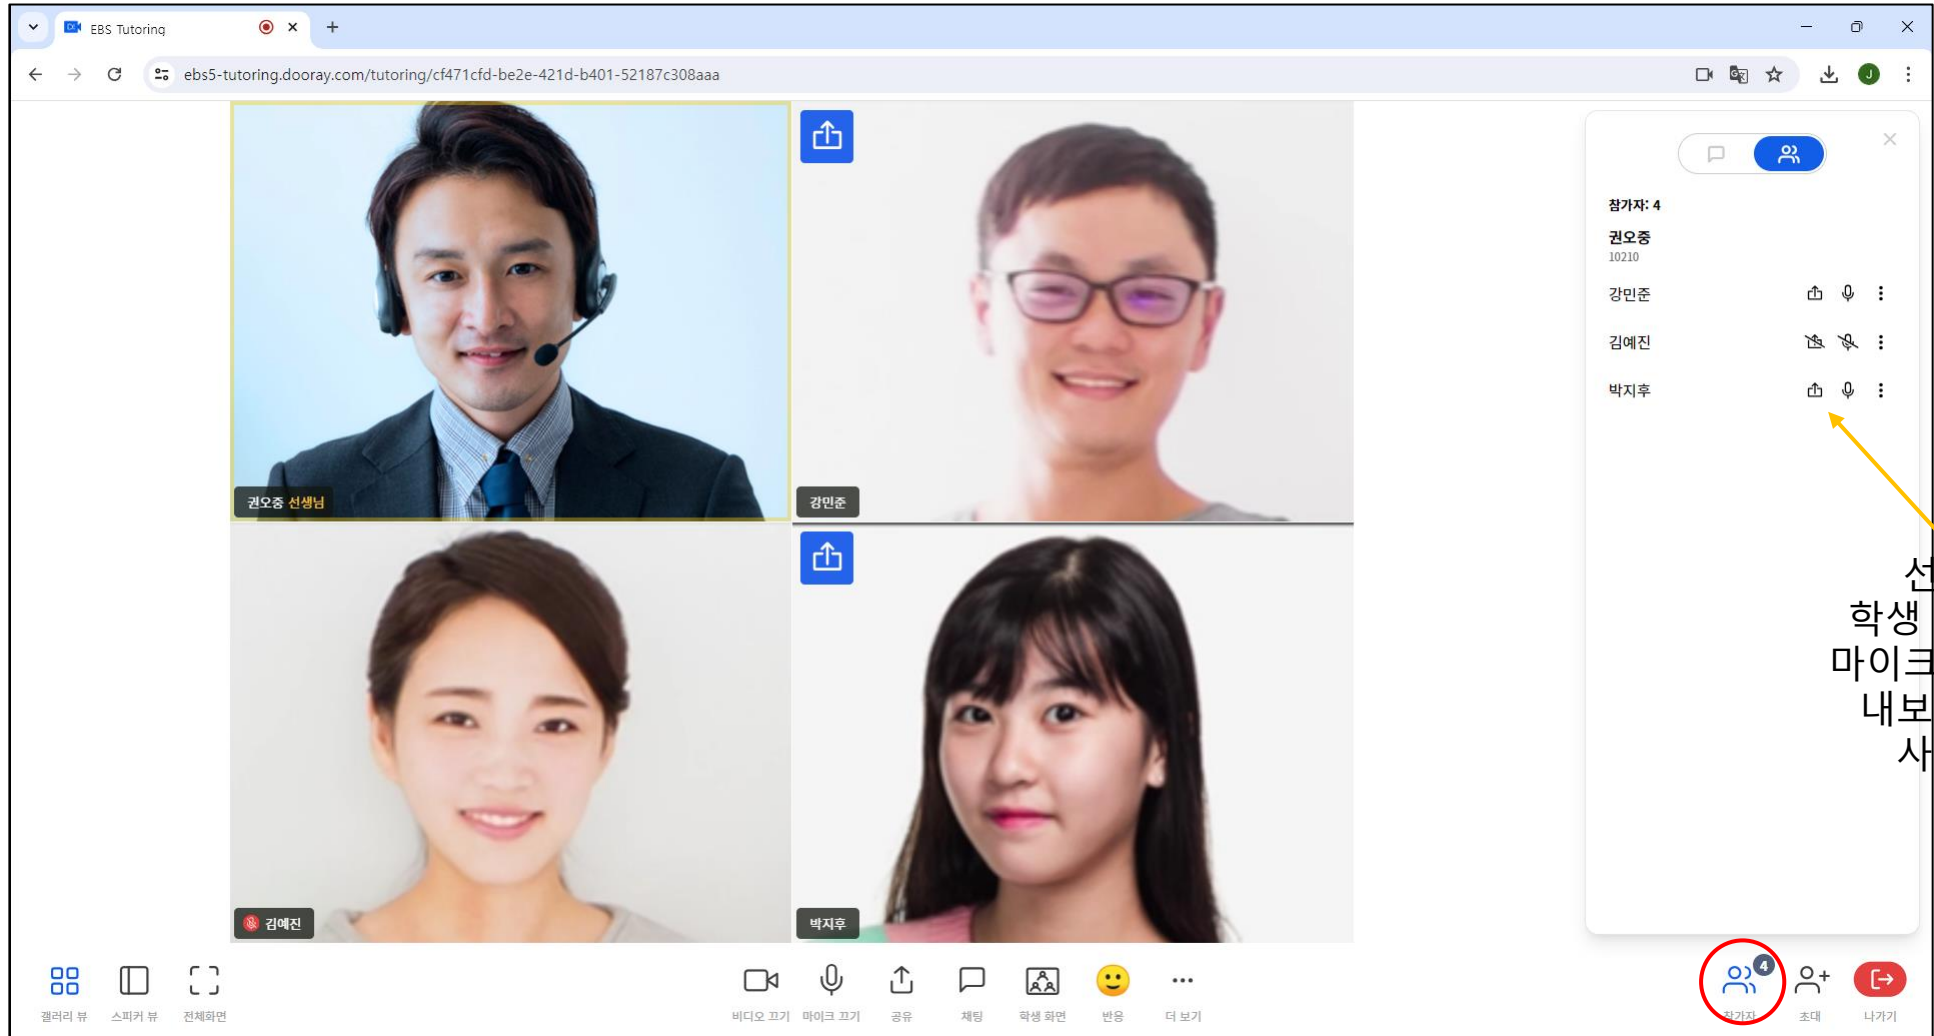 EBS Tutoring
ebs5-tutoring.dooray.com/tutoring/cf471cfd-be2e-421d-b401-52187c308aaa
J
참가자: 4
권오중
10210
강민준
김예진
박지후
권오중 선생님
강민준
김예진
박지후
선
학생
마이크
내보
사
갤러리 뷰
스피커 뷰
전체화면
비디오 끄기
마이크 끄기
공유
채팅
학생 화면
반응
더 보기
4
참가자
초대
나가기